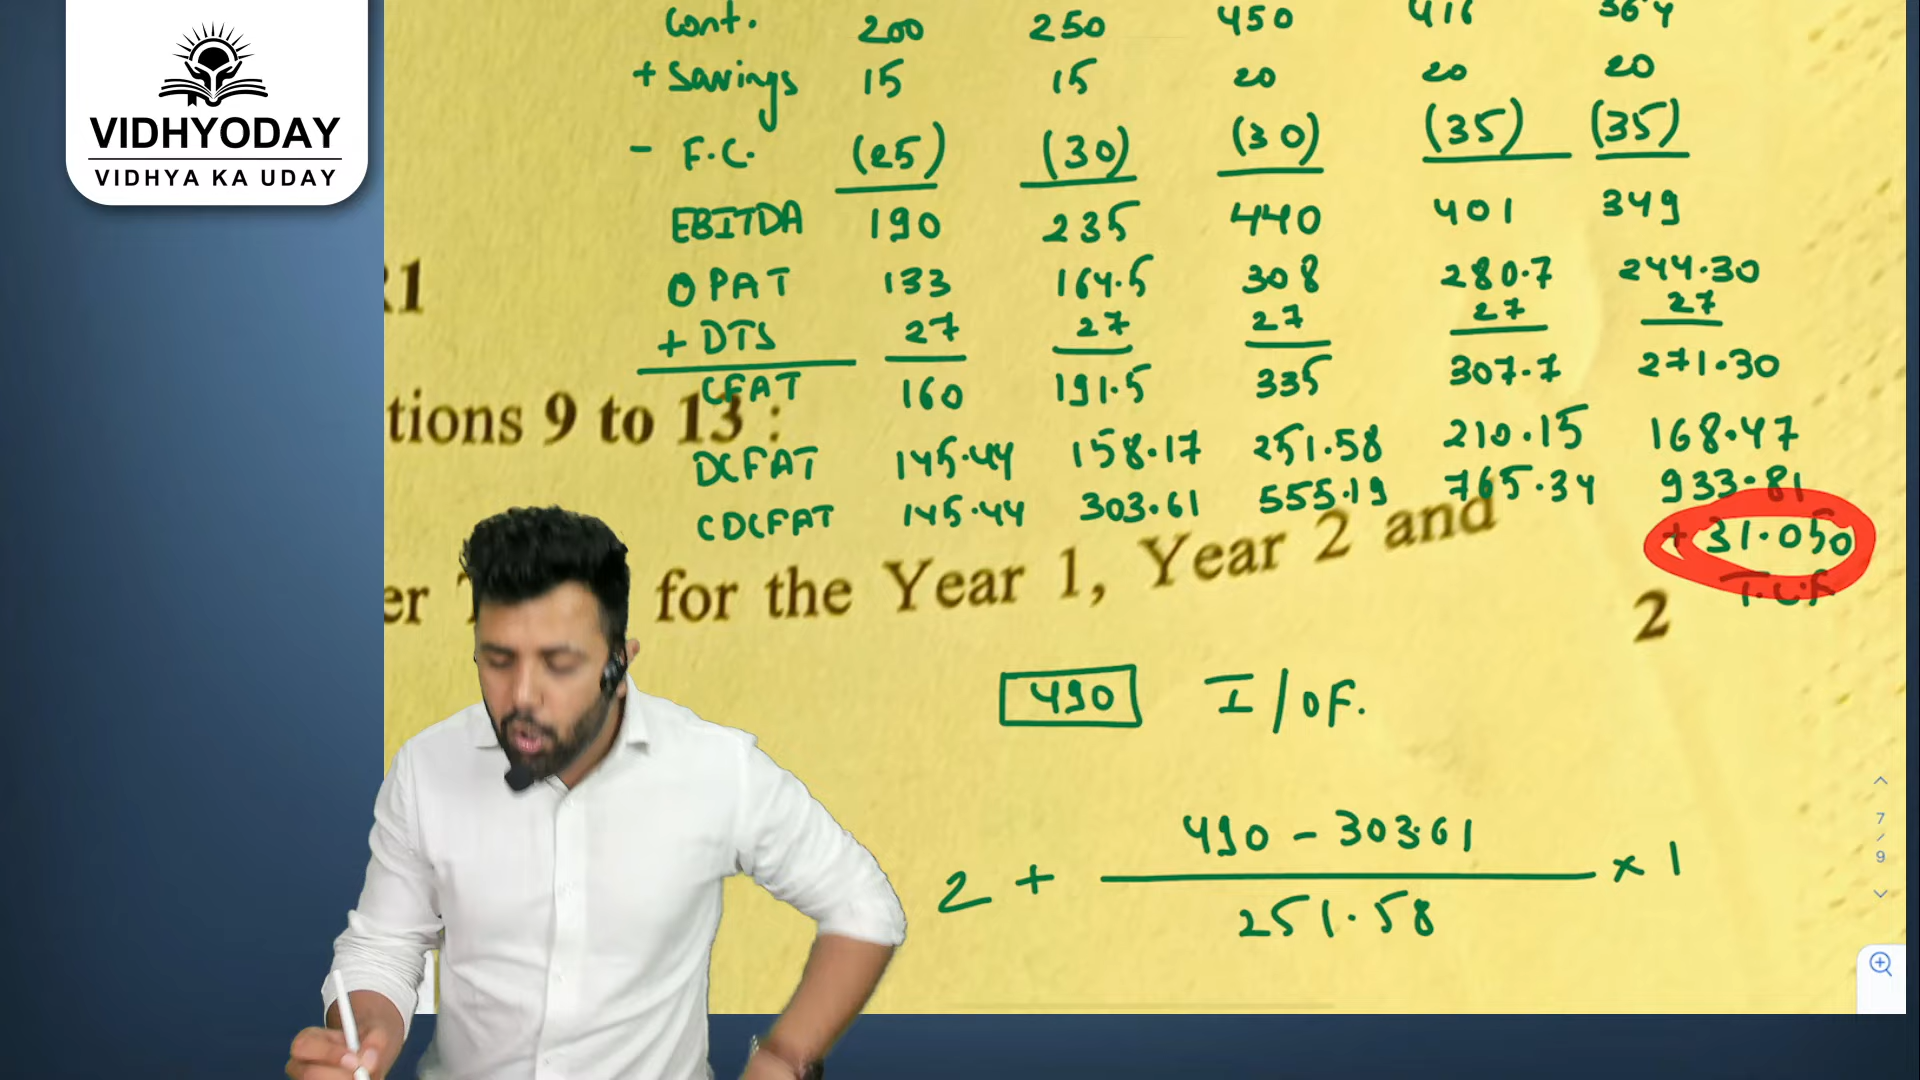 VIDHYODAY
VIDHYA KA UDAY
Cont. 200 250 450 416 364
+ Savings 15 15 20 20 20
- F.C. (25) (30) (30) (35) (35)
EBITDA 190 235 440 401 349
OPAT 133 164.5 308 280.7 244.30
+ DTS 27 27 27 27 27
CFAT 160 191.5 335 307.7 271.30
DCFAT 145.44 158.17 251.58 210.15 168.47
CDCFAT 145.44 303.61 555.19 765.34 933.81
+ 31.050
T.C.F
1
tions 9 to 13 :
er for the Year 1, Year 2 and
2
490 I/OF.
2 + 490 - 303.61 / 251.58 × 1
7
/
9